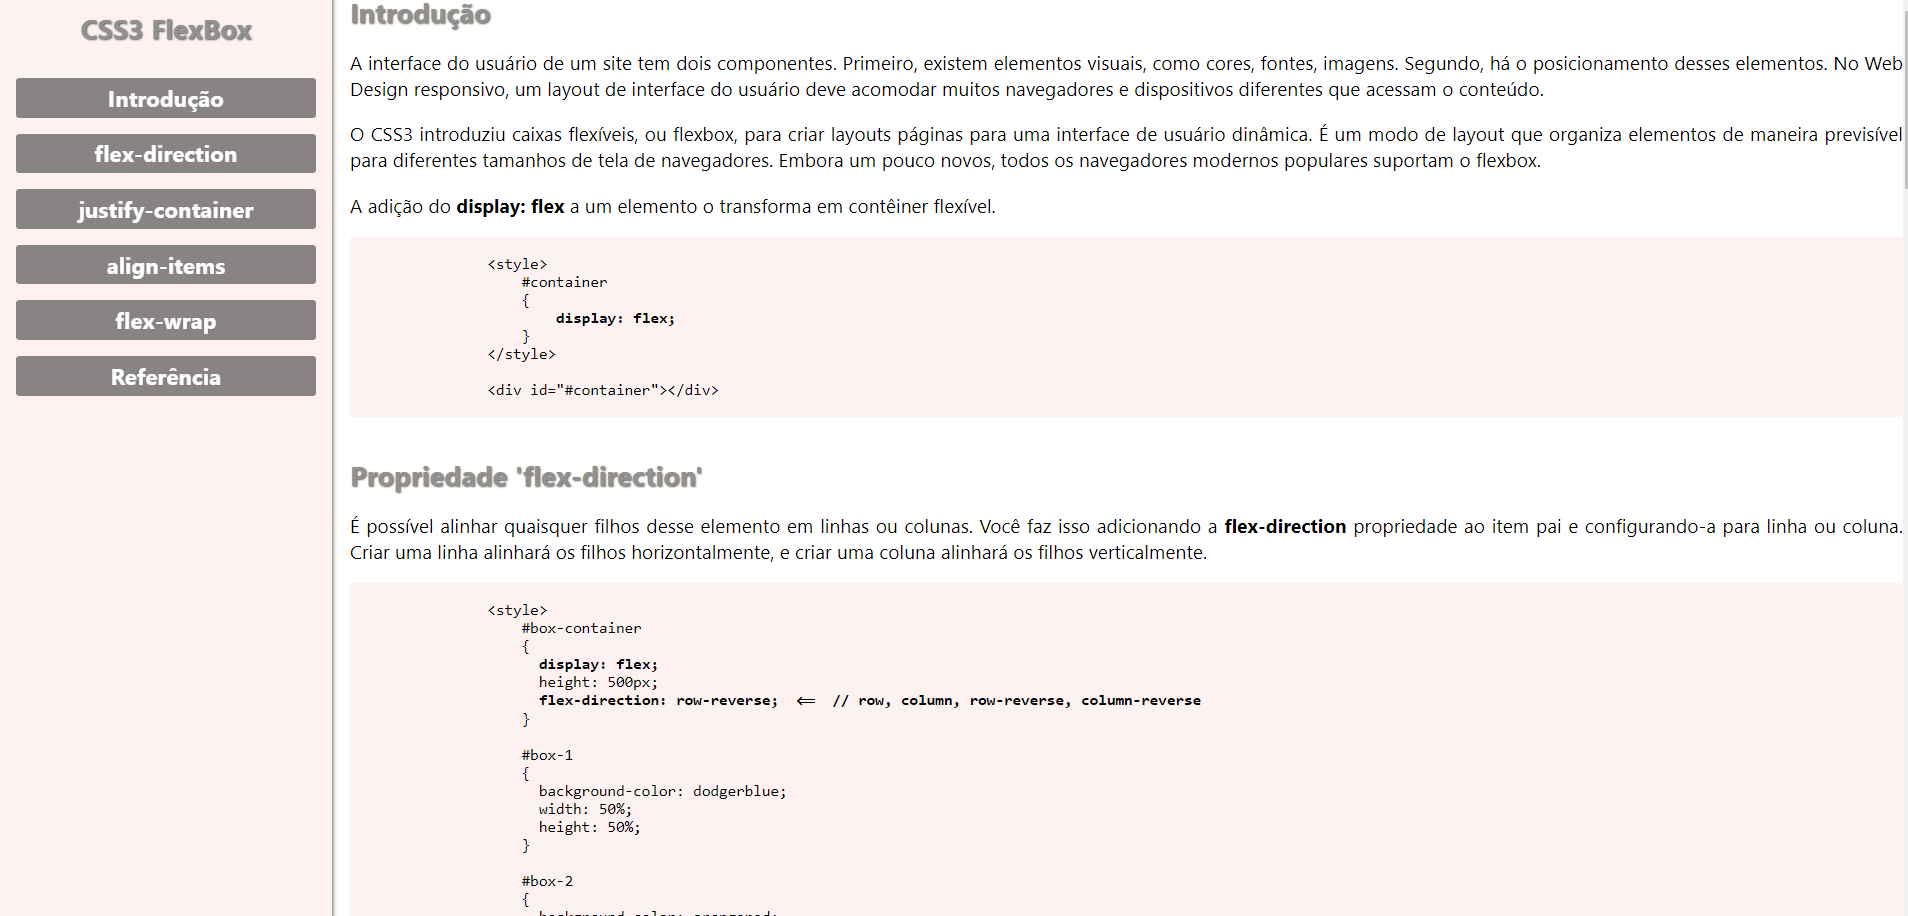 CSS3 FlexBox
Introdução
flex-direction
justify-container
align-items
flex-wrap
Referência
Introdução
A interface do usuário de um site tem dois componentes. Primeiro, existem elementos visuais, como cores, fontes, imagens. Segundo, há o posicionamento desses elementos. No Web
Design responsivo, um layout de interface do usuário deve acomodar muitos navegadores e dispositivos diferentes que acessam o conteúdo.
O CSS3 introduziu caixas flexíveis, ou flexbox, para criar layouts páginas para uma interface de usuário dinâmica. É um modo de layout que organiza elementos de maneira previsível
para diferentes tamanhos de tela de navegadores. Embora um pouco novos, todos os navegadores modernos populares suportam o flexbox.
A adição do display: flex a um elemento o transforma em contêiner flexível.
<style>
#container
{
display: flex;
}
</style>
<div id="#container"></div>
Propriedade 'flex-direction'
É possível alinhar quaisquer filhos desse elemento em linhas ou colunas. Você faz isso adicionando a flex-direction propriedade ao item pai e configurando-a para linha ou coluna.
Criar uma linha alinhará os filhos horizontalmente, e criar uma coluna alinhará os filhos verticalmente.
<style>
#box-container
{
display: flex;
height: 500px;
flex-direction: row-reverse; ⟸ // row, column, row-reverse, column-reverse
}
#box-1
{
background-color: dodgerblue;
width: 50%;
height: 50%;
}
#box-2
{
background-color: orangered;